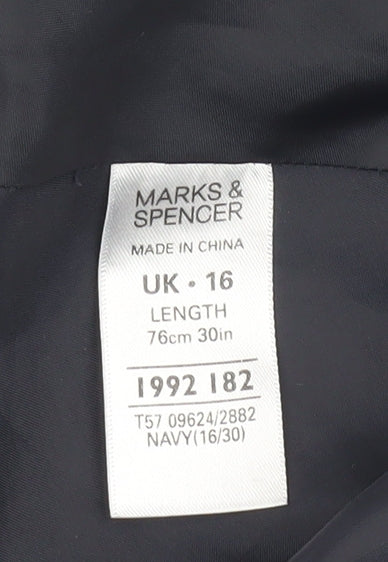 MARKS &
SPENCER
MADE IN CHINA
UK • 16
LENGTH
76cm 30in
1992 182
T57 09624/2882
NAVY(16/30)